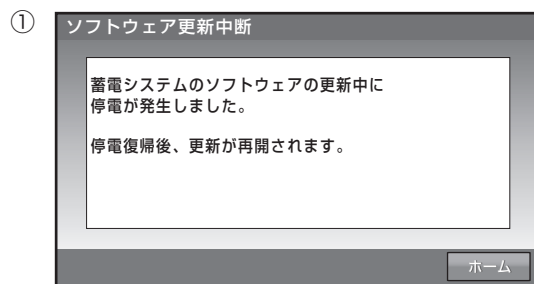 ①
ソフトウェア更新中断
蓄電システムのソフトウェアの更新中に
停電が発生しました。
停電復帰後、更新が再開されます。
ホーム